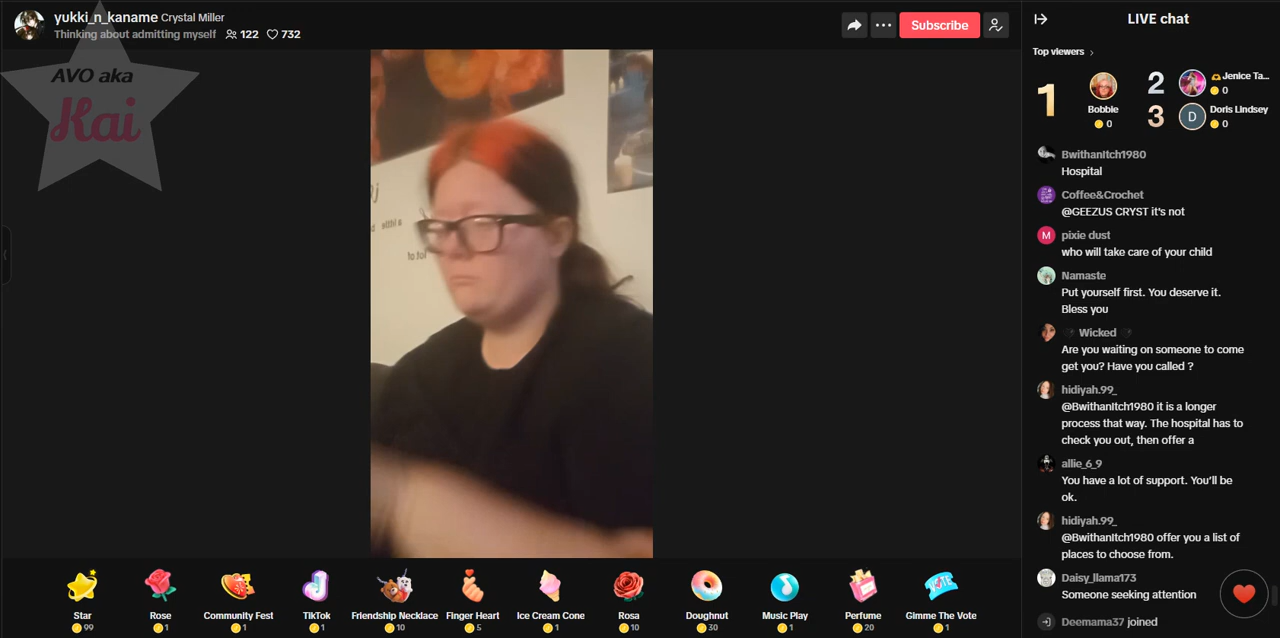 yukki_n_kaname Crystal Miller
Thinking about admitting myself 122 732
Subscribe
AVO aka
Kai
LIVE chat
Top viewers
1
Bobbie
0
2
Jenice Ta...
0
3
D
Doris Lindsey
0
BwithanItch1980
Hospital
Coffee&Crochet
@GEEZUS CRYST it's not
M
pixie dust
who will take care of your child
Namaste
Put yourself first. You deserve it.
Bless you
Wicked
Are you waiting on someone to come
get you? Have you called ?
hidiyah.99_
@BwithanItch1980 it is a longer
process that way. The hospital has to
check you out, then offer a
allie_6_9
You have a lot of support. You'll be
ok.
hidiyah.99_
@BwithanItch1980 offer you a list of
places to choose from.
Daisy_llama173
Someone seeking attention
Deemama37 joined
a little
lot of
Star Rose Community Fest TikTok Friendship Necklace Finger Heart Ice Cream Cone Rosa Doughnut Music Play Perfume Gimme The Vote
99 1 1 1 10 5 1 10 30 1 20 1